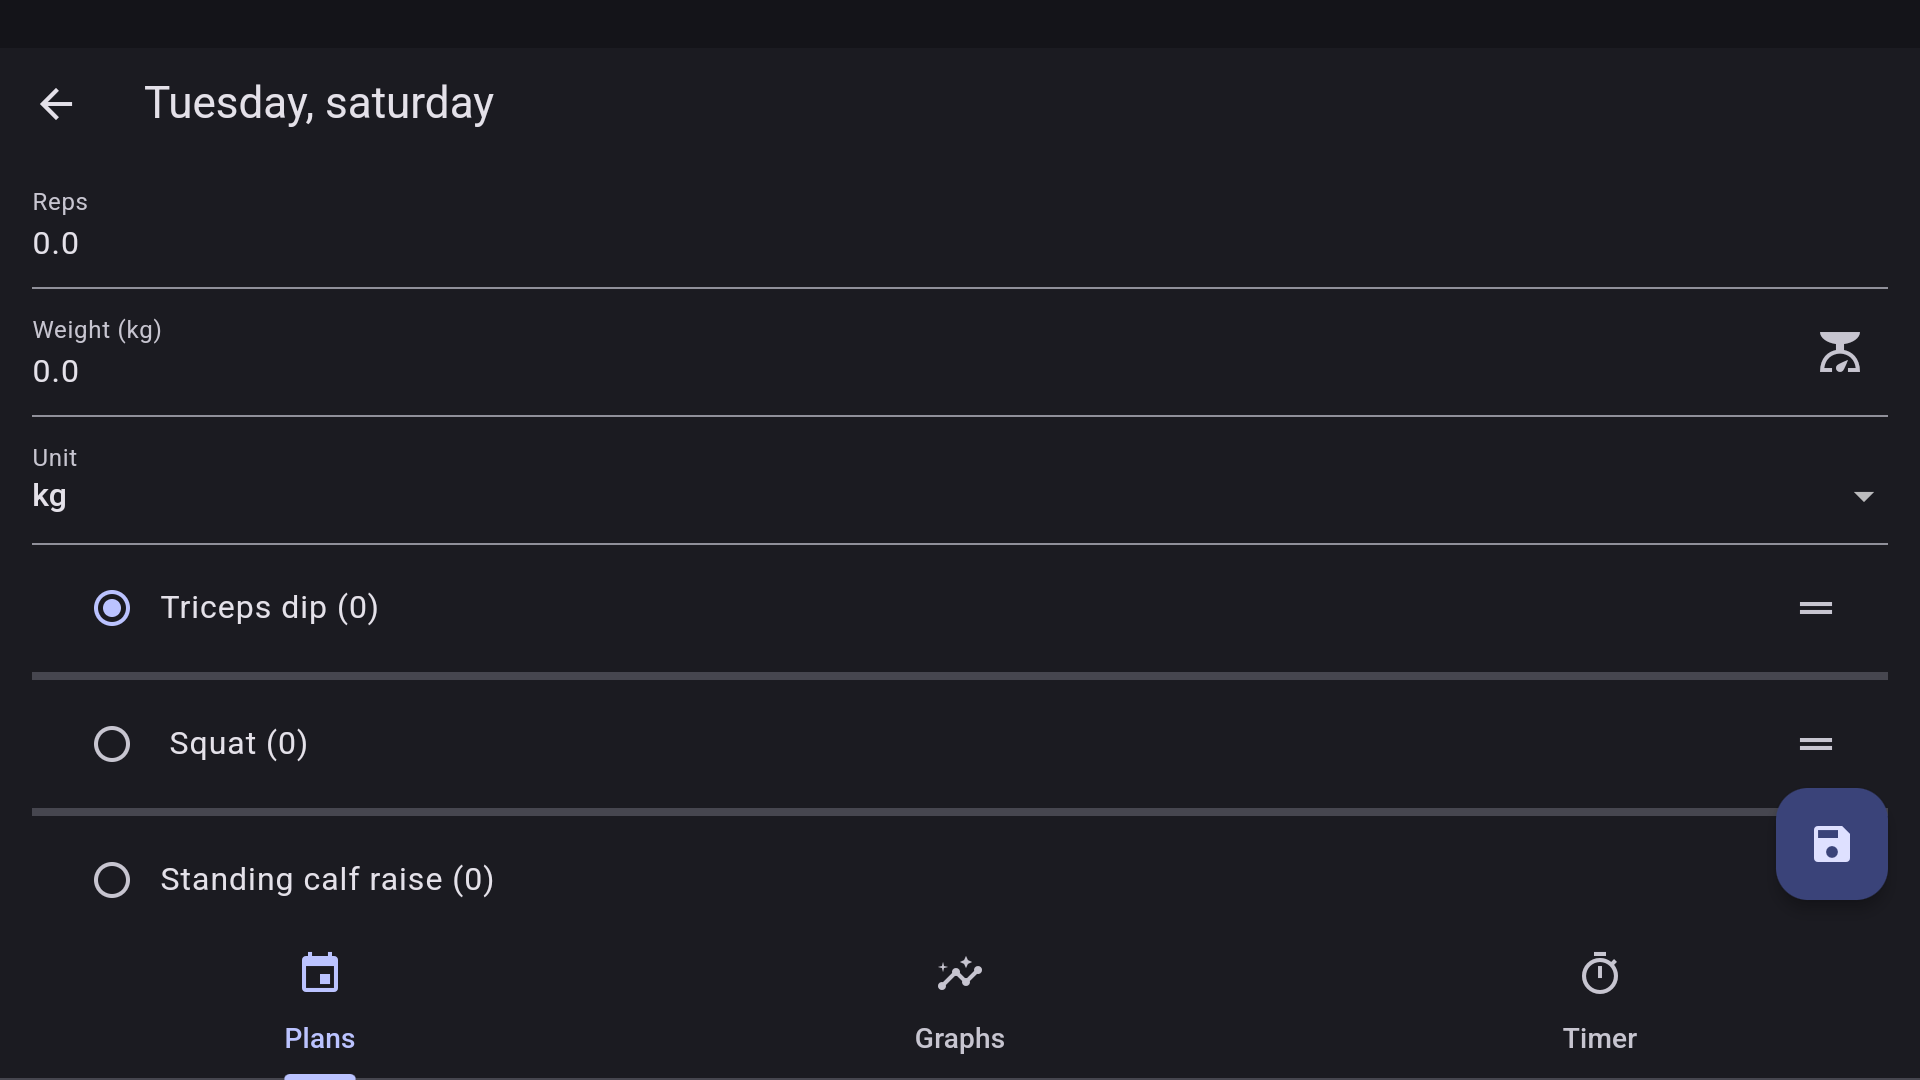 Tuesday, saturday
Reps
0.0
Weight (kg)
0.0
Unit
kg
Triceps dip (0)
Squat (0)
Standing calf raise (0)
Plans
Graphs
Timer